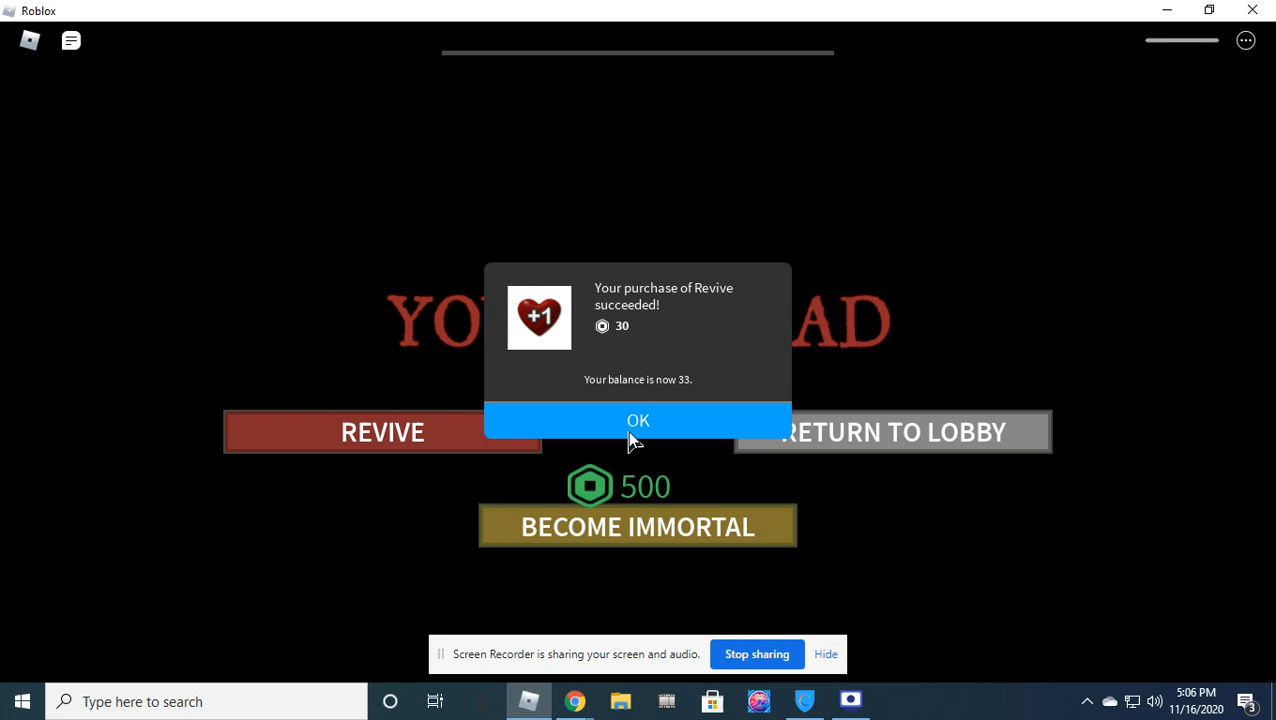 Roblox
Your purchase of Revive
succeeded!
+1
30
YO AD
Your balance is now 33.
OK
REVIVE
RETURN TO LOBBY
500
BECOME IMMORTAL
Screen Recorder is sharing your screen and audio.
Stop sharing
Hide
Type here to search
5:06 PM
11/16/2020
3